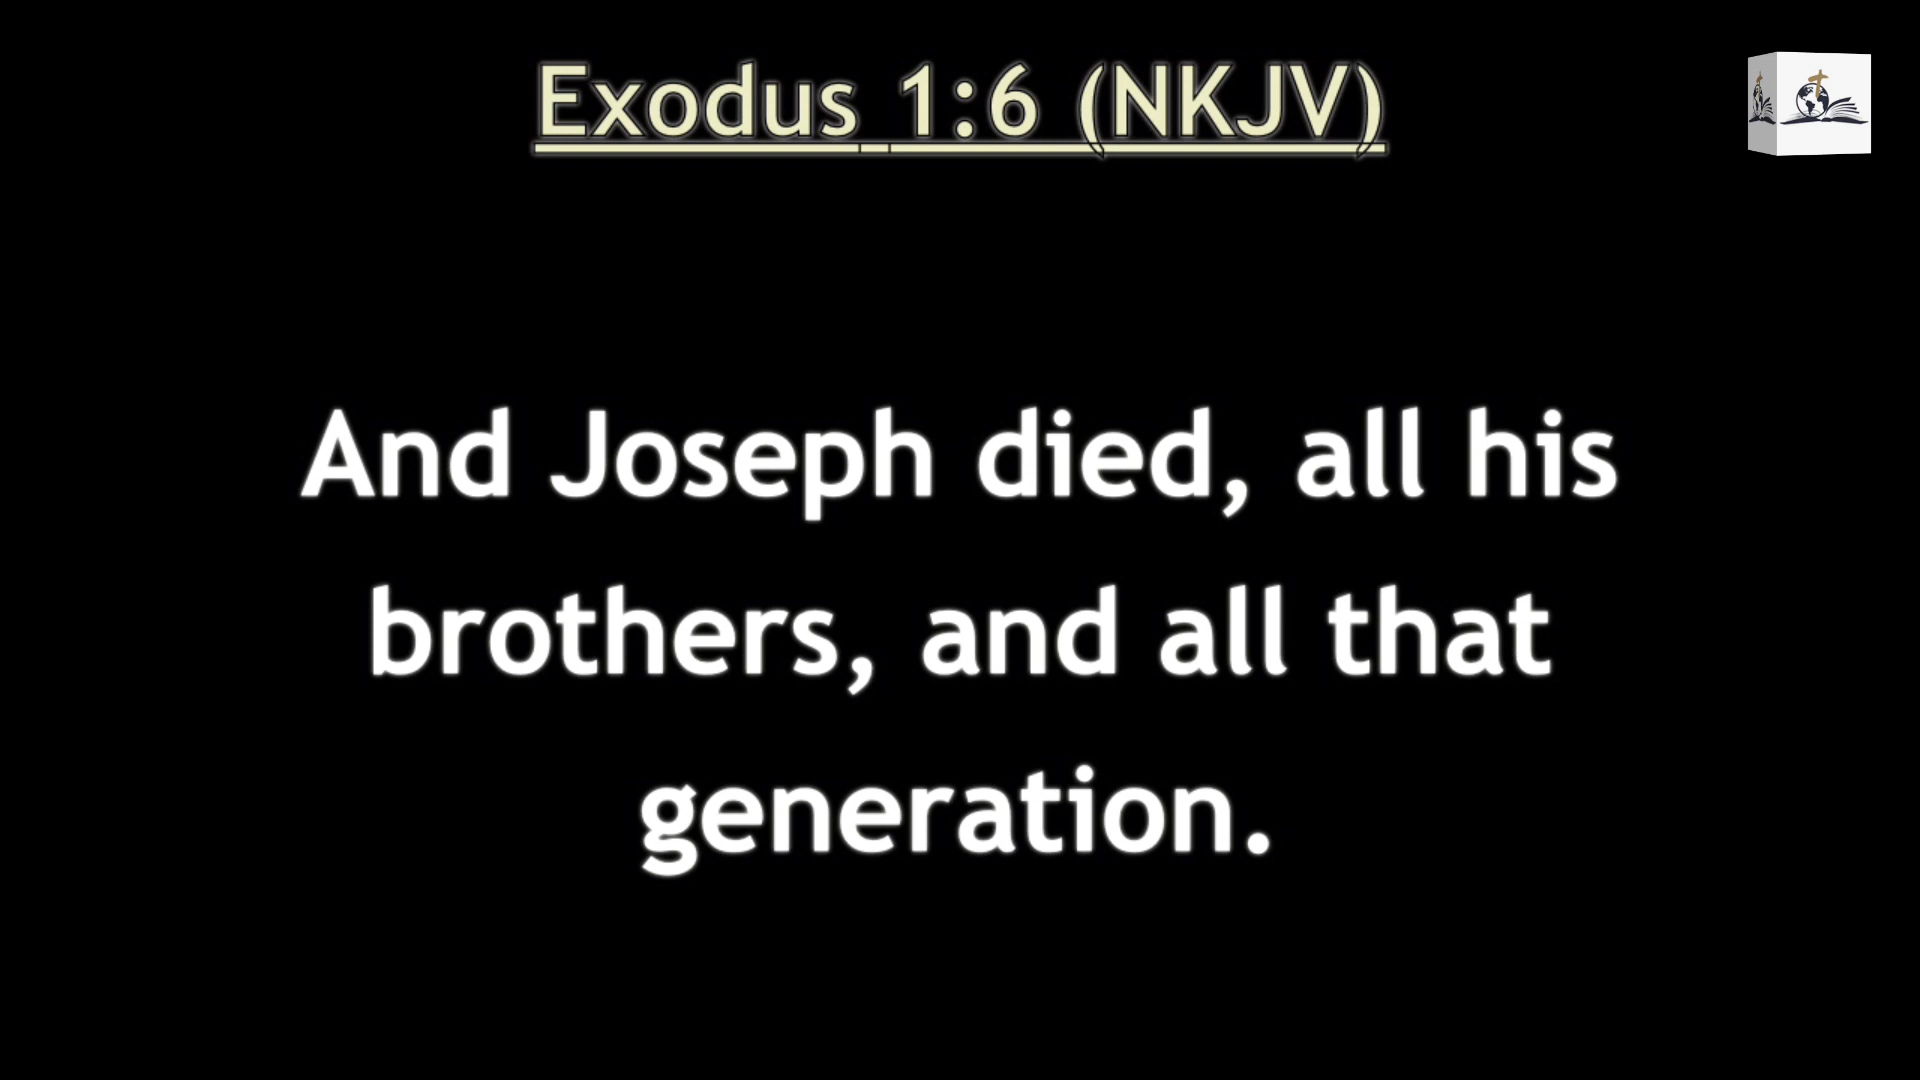 Exodus 1:6 (NKJV)
And Joseph died, all his
brothers, and all that
generation.